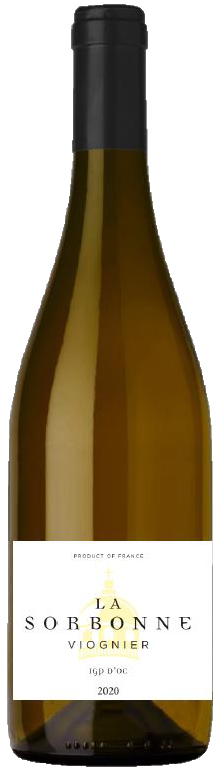 PRODUCT OF FRANCE
LA
SORBONNE
VIOGNIER
IGP D'OC
2020